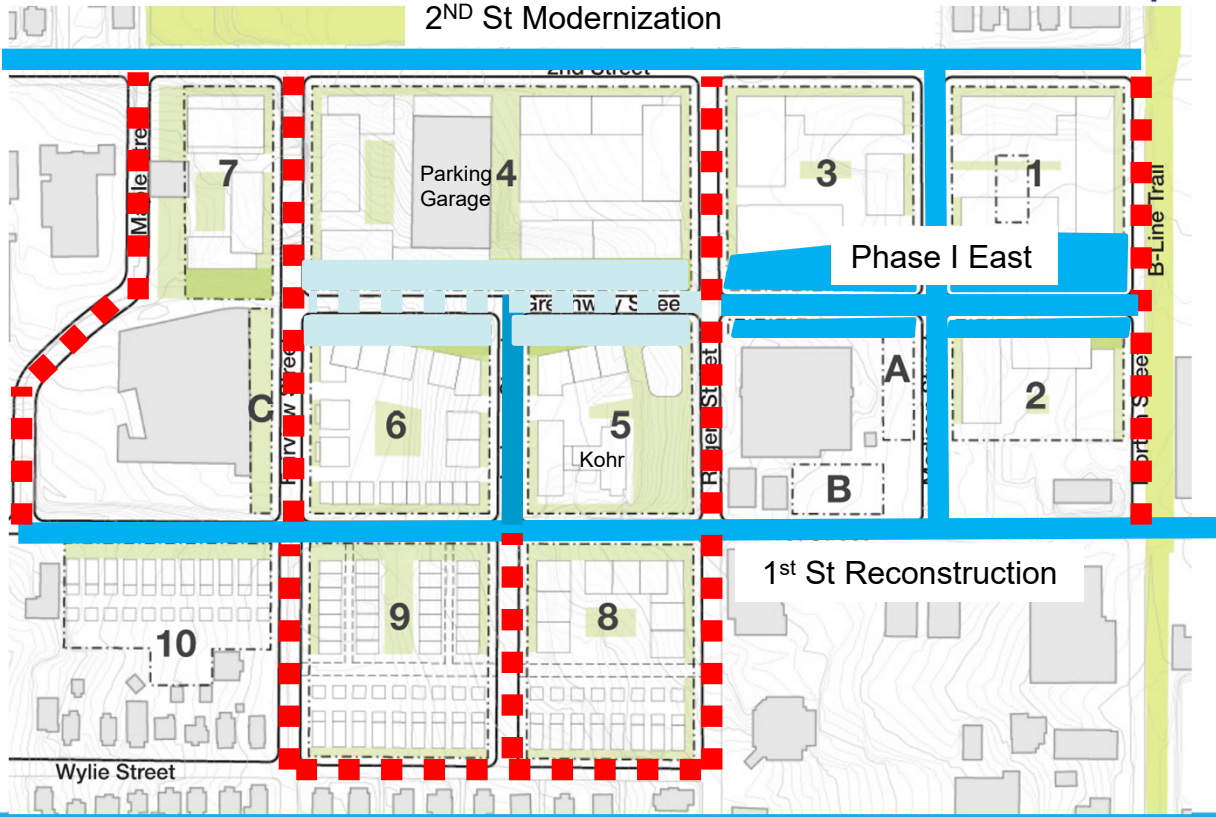 2ND St Modernization
2nd Street
7
Parking
Garage
4
3
1
B-Line Trail
Phase I East
C
6
5
Kohr
A
2
B
1st St Reconstruction
10
9
8
Wylie Street